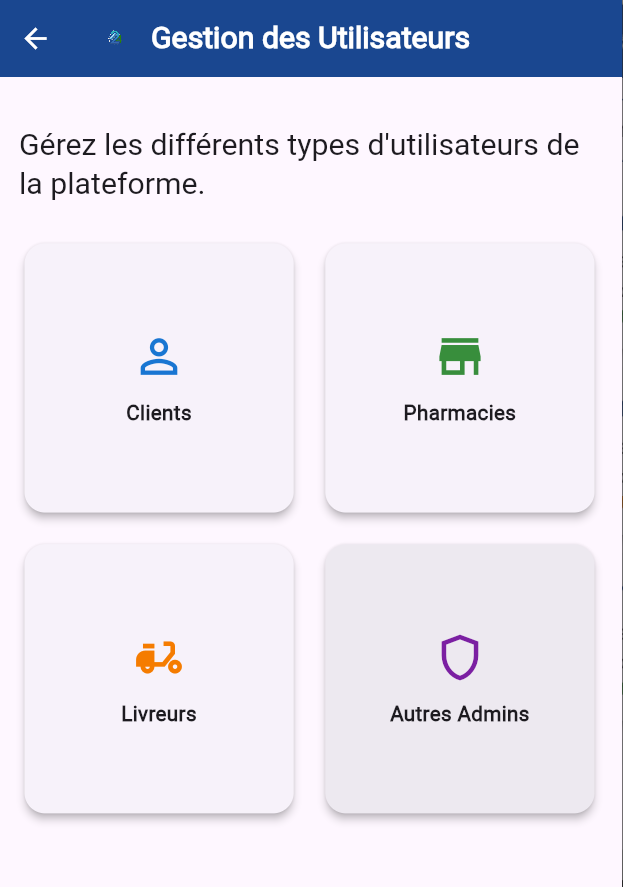 Gestion des Utilisateurs
Gérez les différents types d'utilisateurs de
la plateforme.
Clients
Pharmacies
Livreurs
Autres Admins